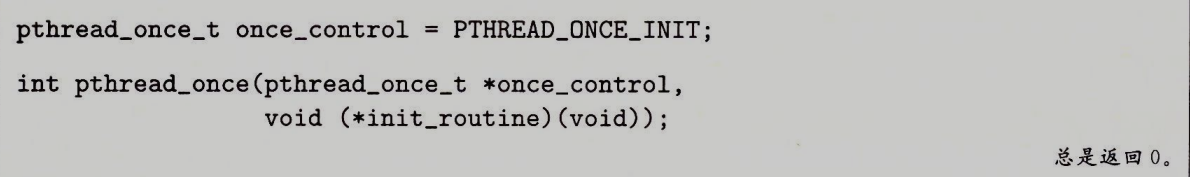 pthread_once_t once_control = PTHREAD_ONCE_INIT;
int pthread_once(pthread_once_t *once_control,
void (*init_routine)(void));
总是返回 0。